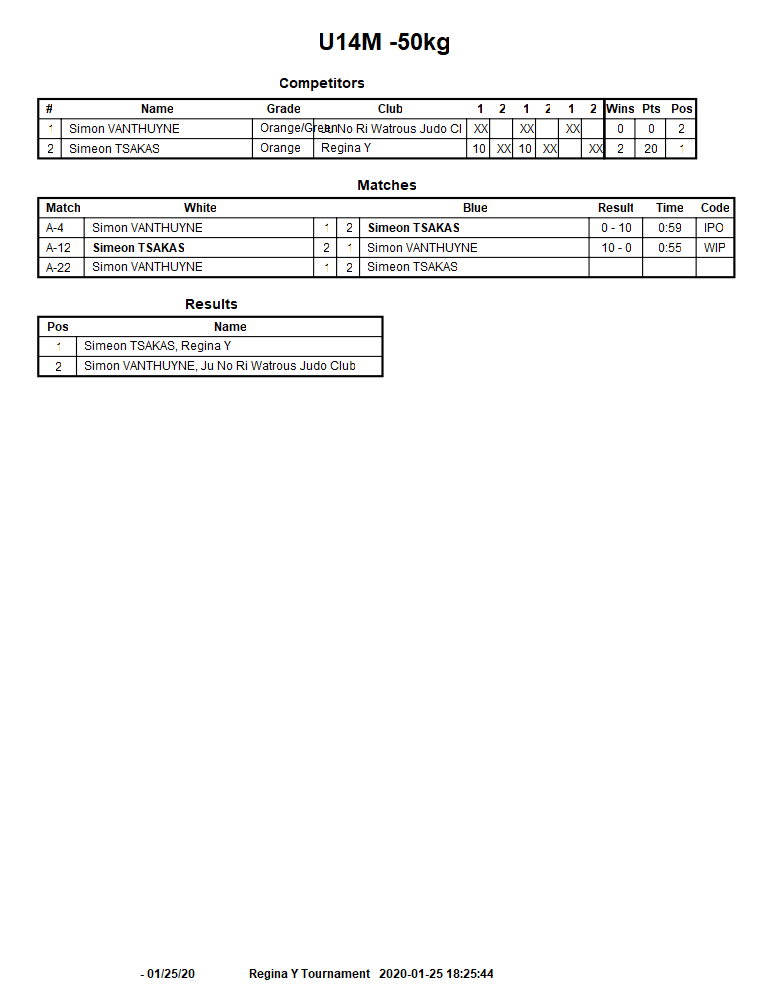 U14M -50kg
Competitors
# Name Grade Club 1 2 1 2 1 2 Wins Pts Pos
1 Simon VANTHUYNE Orange/Green Ju No Ri Watrous Judo Cl XX XX XX 0 0 2
2 Simeon TSAKAS Orange Regina Y 10 XX 10 XX XX 2 20 1
Matches
Match White Blue Result Time Code
A-4 Simon VANTHUYNE 1 2 Simeon TSAKAS 0 - 10 0:59 IPO
A-12 Simeon TSAKAS 2 1 Simon VANTHUYNE 10 - 0 0:55 WIP
A-22 Simon VANTHUYNE 1 2 Simeon TSAKAS
Results
Pos Name
1 Simeon TSAKAS, Regina Y
2 Simon VANTHUYNE, Ju No Ri Watrous Judo Club
- 01/25/20 Regina Y Tournament 2020-01-25 18:25:44